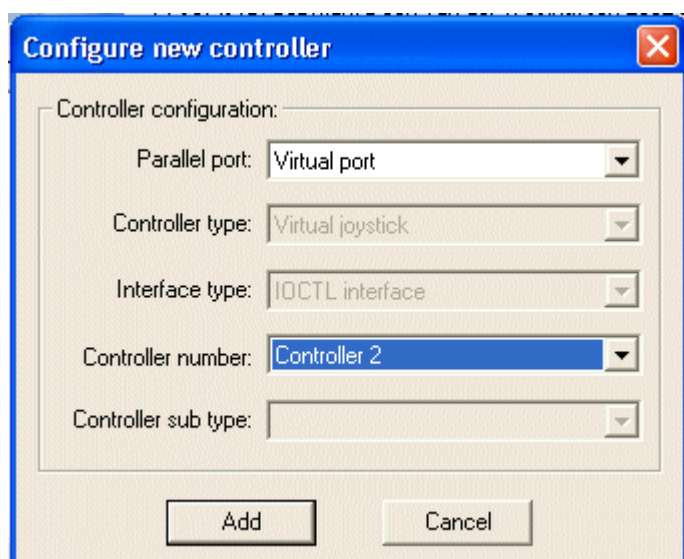 Configure new controller
Controller configuration:
Parallel port: Virtual port
Controller type: Virtual joystick
Interface type: IOCTL interface
Controller number: Controller 2
Controller sub type:
Add Cancel